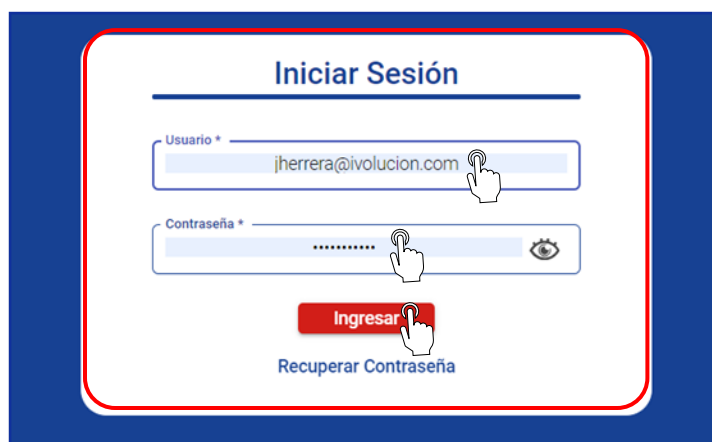 Iniciar Sesión
Usuario *
jherrera@ivolucion.com
Contraseña *
•••••••••••
Ingresar
Recuperar Contraseña